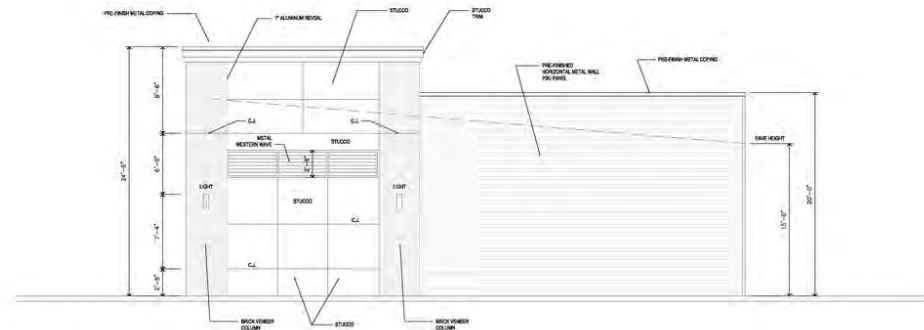 PRE-FINISH METAL COPING
1" ALUMINUM REVEAL
STUCCO
STUCCO
TRIM
PRE-FINISHED
HORIZONTAL METAL WALL
PBU PANEL
PRE-FINISH METAL COPING
C.J.
C.J.
METAL
WESTERN WAVE
STUCCO
EAVE HEIGHT
24'-6"
6'-0"
LIGHT
LIGHT
STUCCO
C.J.
7'-4"
C.J.
15'-0"
20'-0"
BRICK VENEER
COLUMN
STUCCO
BRICK VENEER
COLUMN